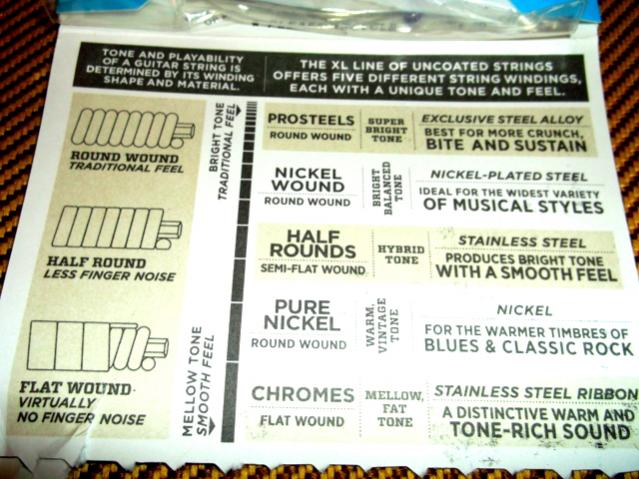 TONE AND PLAYABILITY
OF A GUITAR STRING IS
DETERMINED BY ITS WINDING
SHAPE AND MATERIAL.
THE XL LINE OF UNCOATED STRINGS
OFFERS FIVE DIFFERENT STRING WINDINGS,
EACH WITH A UNIQUE TONE AND FEEL.
ROUND WOUND
TRADITIONAL FEEL
HALF ROUND
LESS FINGER NOISE
FLAT WOUND-
VIRTUALLY
NO FINGER NOISE
BRIGHT TONE
TRADITIONAL FEEL
MELLOW TONE
SMOOTH FEEL
PROSTEELS
ROUND WOUND
SUPER
BRIGHT
TONE
EXCLUSIVE STEEL ALLOY
BEST FOR MORE CRUNCH,
BITE AND SUSTAIN
NICKEL
WOUND
ROUND WOUND
BRIGHT
BALANCED
TONE
NICKEL-PLATED STEEL
IDEAL FOR THE WIDEST VARIETY
OF MUSICAL STYLES
HALF
ROUNDS
SEMI-FLAT WOUND
HYBRID
TONE
STAINLESS STEEL
PRODUCES BRIGHT TONE
WITH A SMOOTH FEEL
PURE
NICKEL
ROUND WOUND
WARM,
VINTAGE
TONE
NICKEL
FOR THE WARMER TIMBRES OF
BLUES & CLASSIC ROCK
CHROMES
FLAT WOUND
MELLOW,
FAT
TONE
STAINLESS STEEL RIBBON
A DISTINCTIVE WARM AND
TONE-RICH SOUND